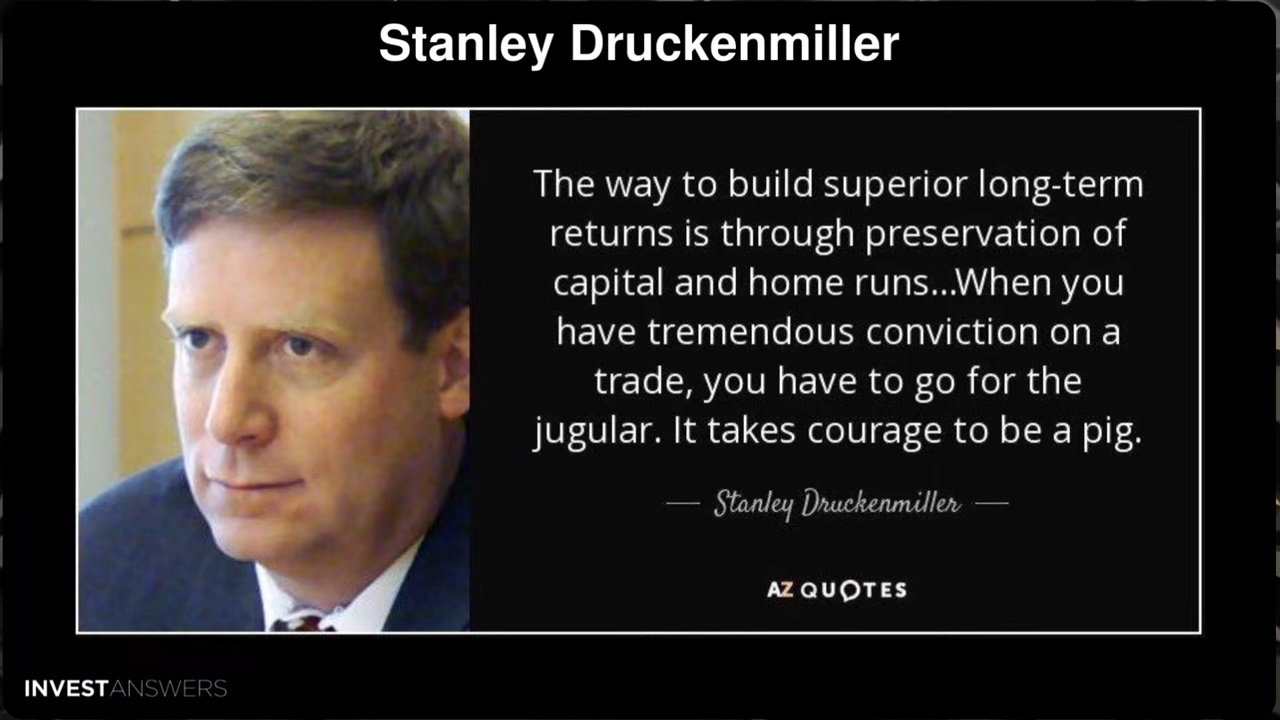 Stanley Druckenmiller
The way to build superior long-term
returns is through preservation of
capital and home runs...When you
have tremendous conviction on a
trade, you have to go for the
jugular. It takes courage to be a pig.
— Stanley Druckenmiller —
AZ QUOTES
INVESTANSWERS